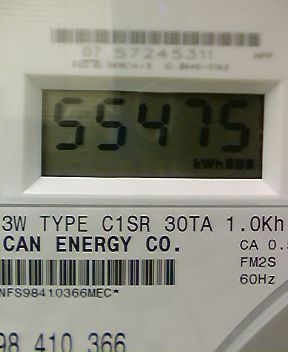 07 57245311
55475
kWh
3W TYPE C1SR 30TA 1.0Kh
CAN ENERGY CO.
CA 0.5
FM2S
60Hz
NFS98410366MEC*
98 410 366